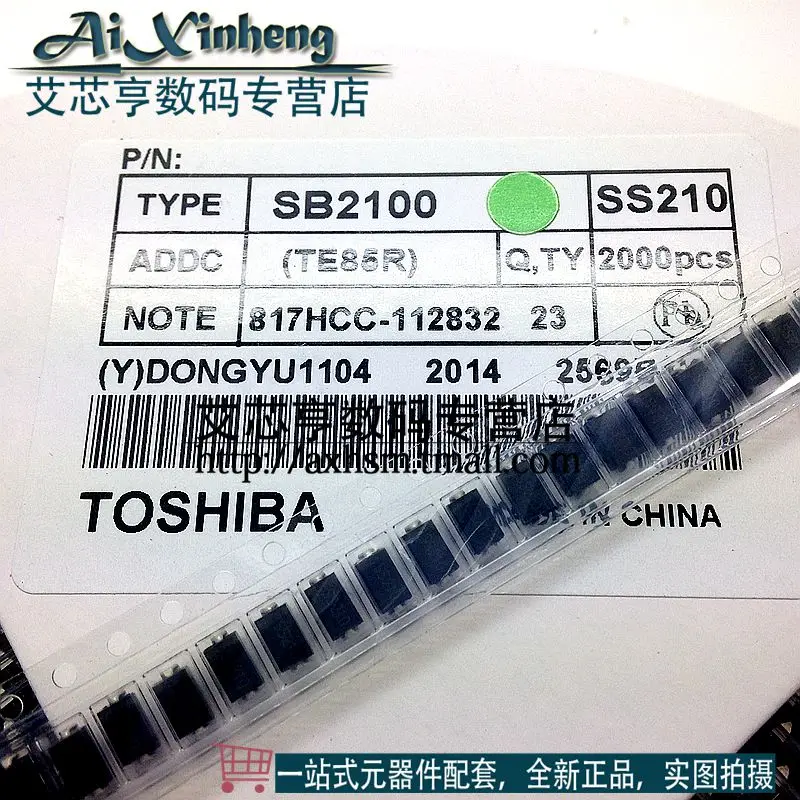 AiXinheng
艾芯亨数码专营店
P/N:
TYPE SB2100 SS210
ADDC (TE85R) Q,TY 2000pcs
NOTE 817HCC-112832 23
(Y)DONGYU1104 2014
艾芯亨数码专营店
http://axhsm.tmall.com
TOSHIBA IN CHINA
一站式元器件配套，全新正品，实图拍摄